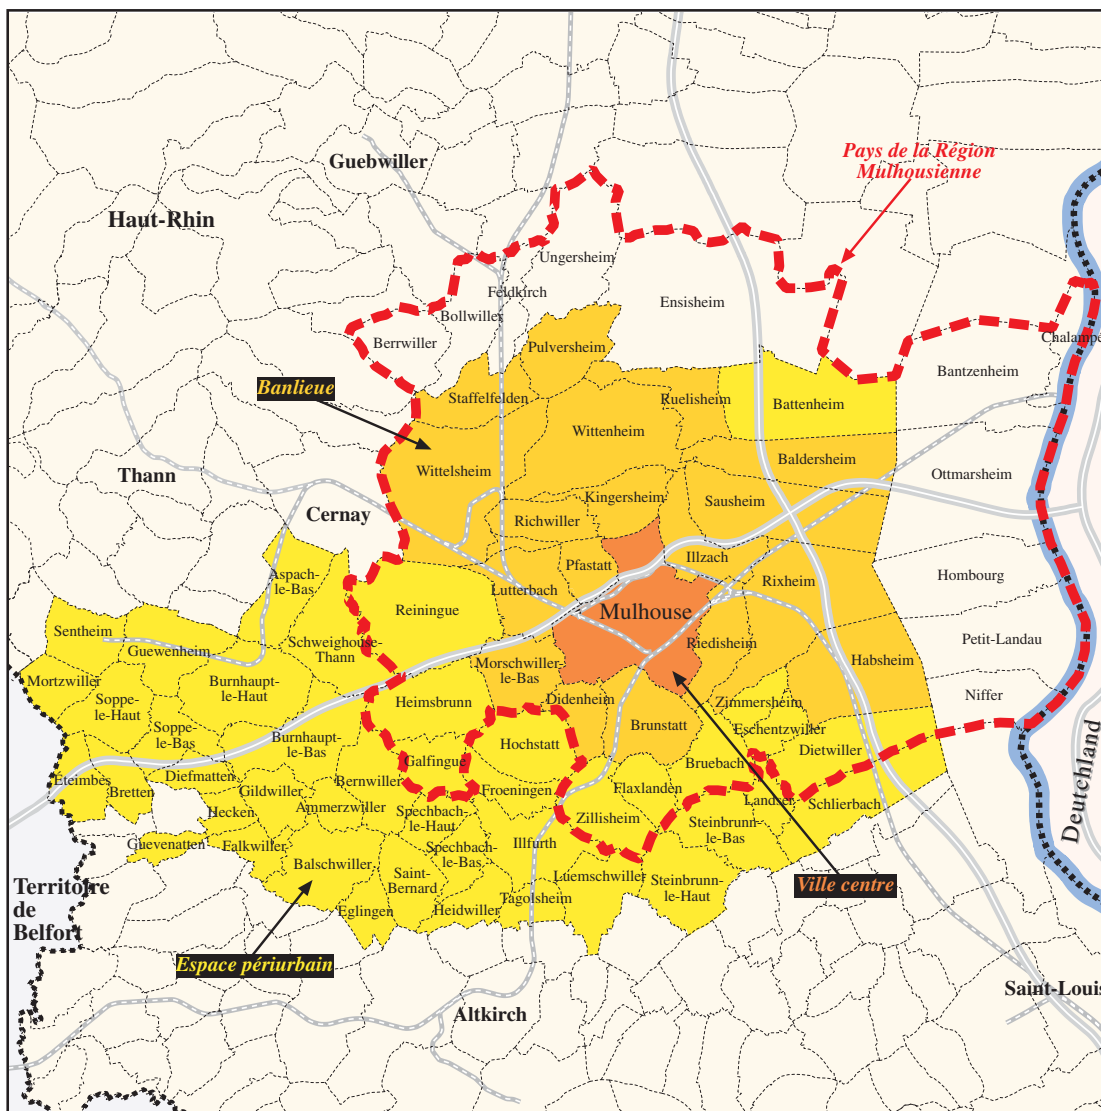 Pays de la Région
Mulhousienne
Guebwiller
Haut-Rhin
Ungersheim
Feldkirch
Ensisheim
Bollwiller
Berrwiller
Pulversheim
Bantzenheim
Banlieue
Staffelfelden
Ruelisheim
Battenheim
Wittenheim
Wittelsheim
Baldersheim
Thann
Ottmarsheim
Kingersheim
Sausheim
Cernay
Richwiller
Illzach
Pfastatt
Aspach-
le-Bas
Rixheim
Hombourg
Lutterbach
Reiningue
Mulhouse
Sentheim
Guewenheim
Schweighouse-
Thann
Riedisheim
Petit-Landau
Habsheim
Mortzwiller
Burnhaupt-
le-Haut
Morschwiller-
le-Bas
Soppe-
le-Haut
Heimsbrunn
Didenheim
Zimmersheim
Niffer
Soppe-
le-Bas
Brunstatt
Eschentzwiller
Burnhaupt-
le-Bas
Hochstatt
Dietwiller
Galfingue
Bruebach
Eteimbes
Diefmatten
Bretten
Gildwiller
Bernwiller
Froeningen
Flaxlanden
Landser
Schlierbach
Hecken
Ammerzwiller
Spechbach-
le-Haut
Zillisheim
Steinbrunn-
le-Bas
Deutchland
Guevenatten
Falkwiller
Spechbach-
le-Bas
Illfurth
Balschwiller
Saint-
Bernard
Luemschwiller
Steinbrunn-
le-Haut
Ville centre
Territoire
de
Belfort
Eglingen
Heidwiller
Tagolsheim
Espace périurbain
Saint-Louis
Altkirch